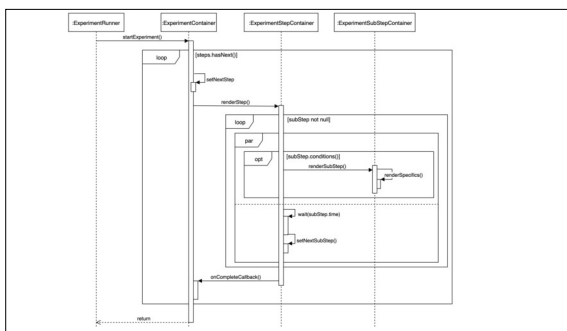 :ExperimentRunner
:ExperimentContainer
:ExperimentStepContainer
:ExperimentSubStepContainer
startExperiment()
loop
[steps.hasNext()]
setNextStep
renderStep()
loop
[subStep not null]
par
opt
[subStep.conditions()]
renderSubStep()
renderSpecifics()
wait(subStep.time)
setNextSubStep()
onCompleteCallback()
return